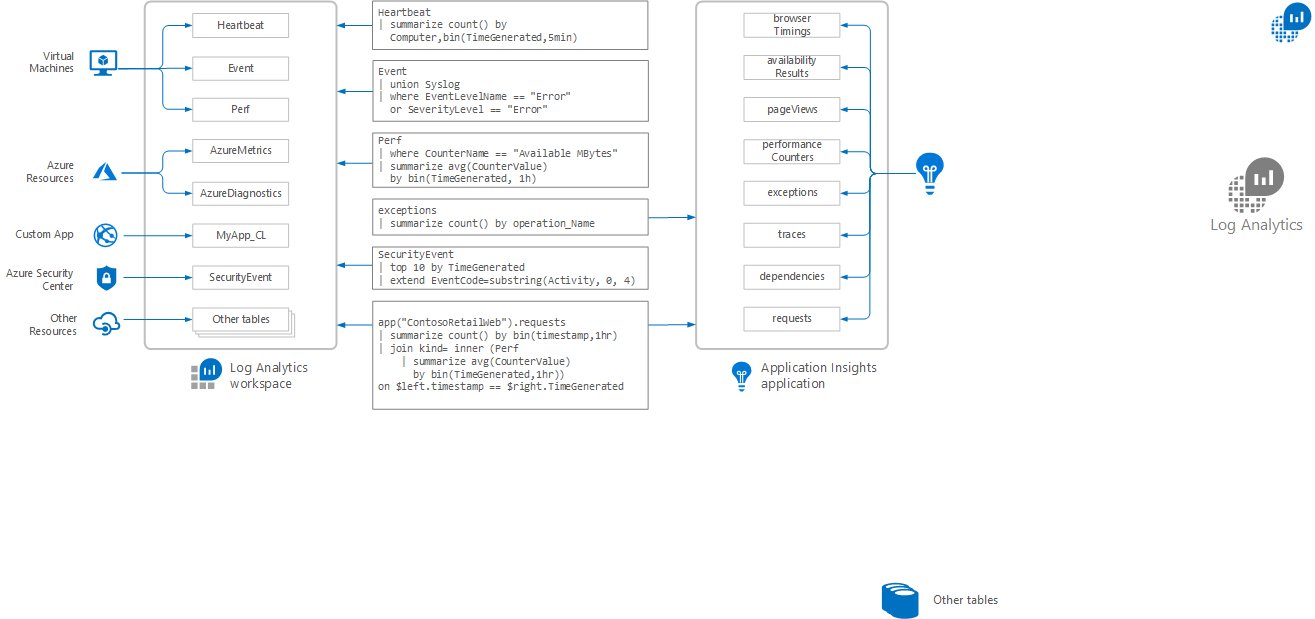 Virtual
Machines
Azure
Resources
Custom App
Azure Security
Center
Other
Resources
Heartbeat
Event
Perf
AzureMetrics
AzureDiagnostics
MyApp_CL
SecurityEvent
Other tables
Log Analytics
workspace
Heartbeat
| summarize count() by
Computer,bin(TimeGenerated,5min)
Event
| union Syslog
| where EventLevelName == "Error"
or SeverityLevel == "Error"
Perf
| where CounterName == "Available MBytes"
| summarize avg(CounterValue)
by bin(TimeGenerated, 1h)
exceptions
| summarize count() by operation_Name
SecurityEvent
| top 10 by TimeGenerated
| extend EventCode=substring(Activity, 0, 4)
app("ContosoRetailWeb").requests
| summarize count() by bin(timestamp,1hr)
| join kind= inner (Perf
| summarize avg(CounterValue)
by bin(TimeGenerated,1hr))
on $left.timestamp == $right.TimeGenerated
browser
Timings
availability
Results
pageViews
performance
Counters
exceptions
traces
dependencies
requests
Application Insights
application
Log Analytics
Other tables